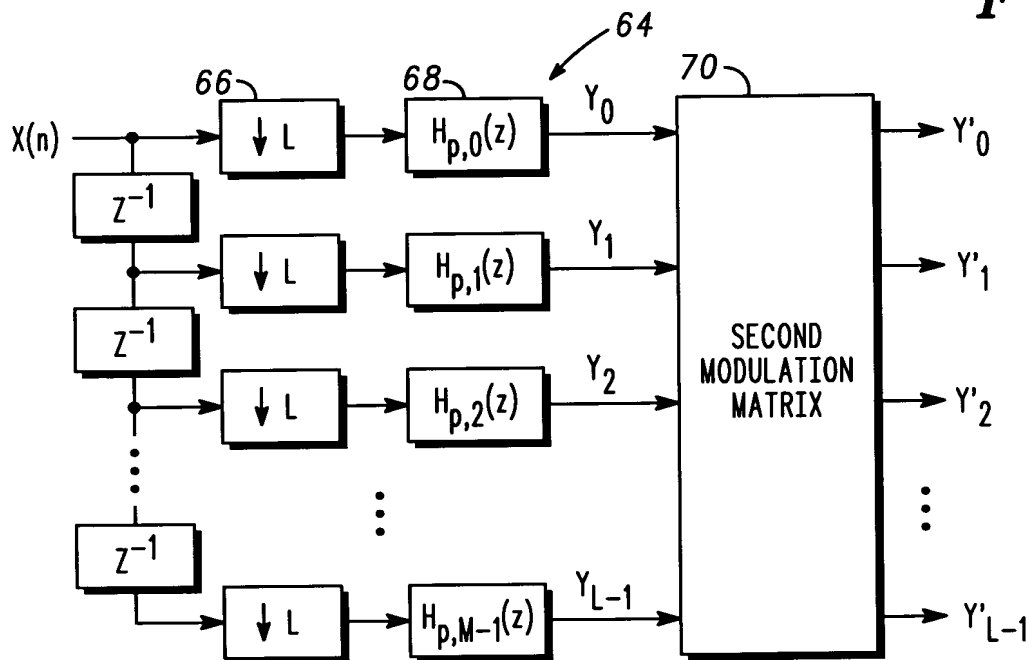 F
64
66
68
70
X(n)
↓ L
H_{p,0}(z)
Y_0
Y'_0
Z^{-1}
↓ L
H_{p,1}(z)
Y_1
Y'_1
Z^{-1}
↓ L
H_{p,2}(z)
Y_2
Y'_2
SECOND
MODULATION
MATRIX
Z^{-1}
↓ L
H_{p,M-1}(z)
Y_{L-1}
Y'_{L-1}